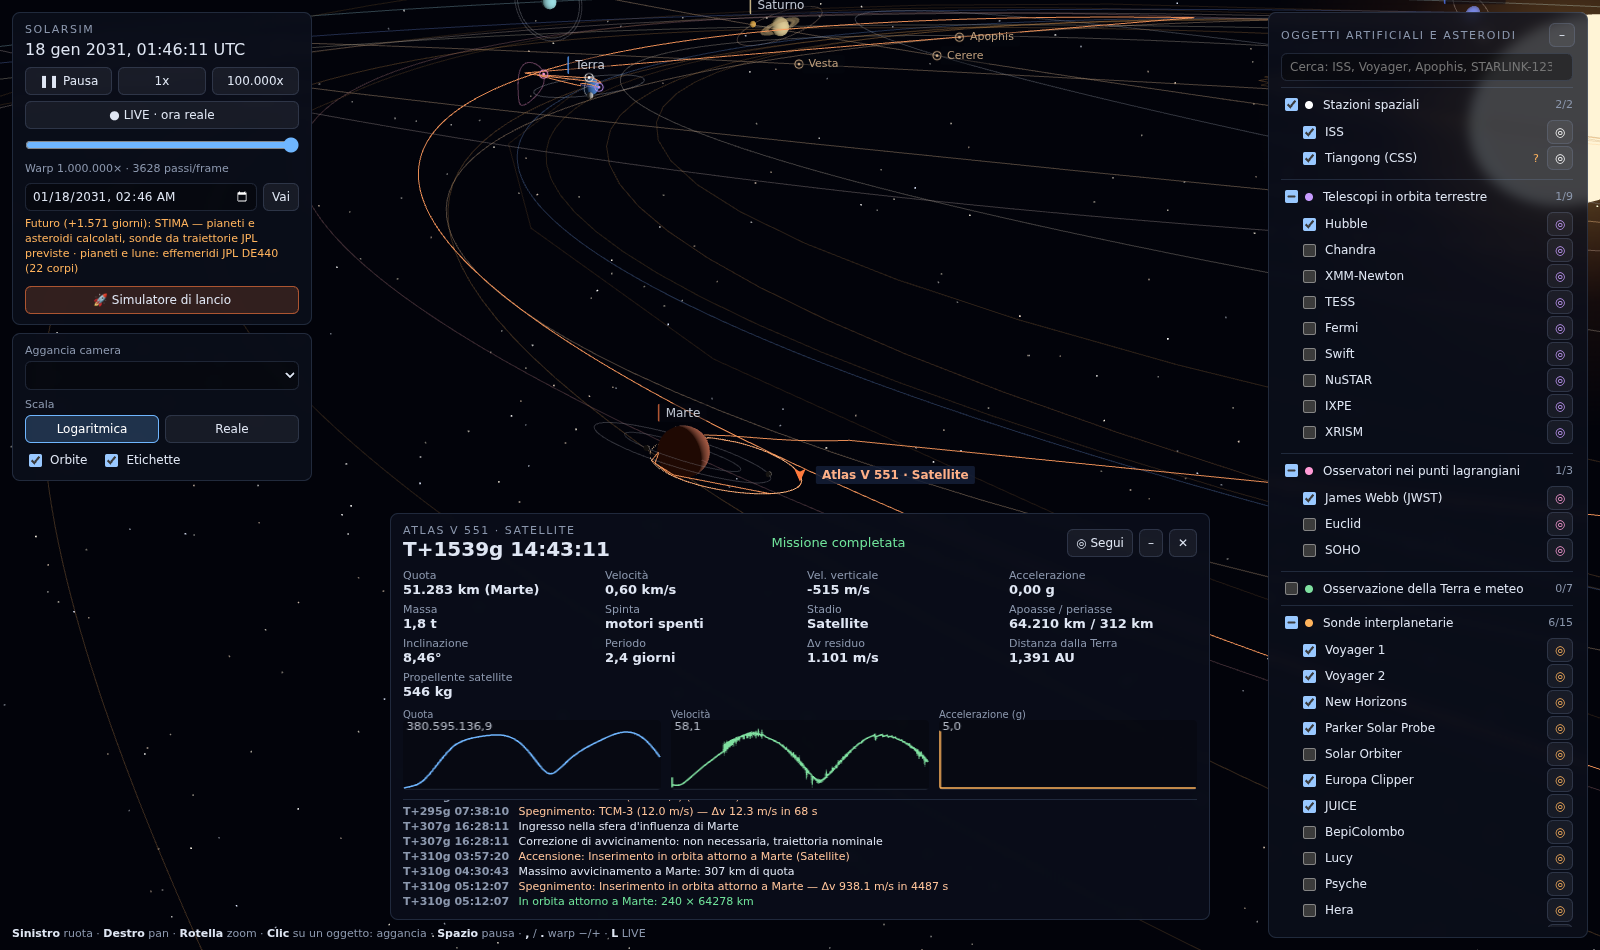 SOLARSIM
18 gen 2031, 01:46:11 UTC
❚❚ Pausa
1x
100.000x
● LIVE · ora reale
Warp 1.000.000× · 3628 passi/frame
01/18/2031, 02:46 AM
Vai
Futuro (+1.571 giorni): STIMA — pianeti e
asteroidi calcolati, sonde da traiettorie JPL
previste · pianeti e lune: effemeridi JPL DE440
(22 corpi)
🚀 Simulatore di lancio
Aggancia camera
Scala
Logaritmica
Reale
Orbite
Etichette
Saturno
Apophis
Cerere
Vesta
Terra
Marte
Atlas V 551 · Satellite
ATLAS V 551 · SATELLITE
T+1539g 14:43:11
Missione completata
◎ Segui
–
✕
Quota
51.283 km (Marte)
Velocità
0,60 km/s
Vel. verticale
-515 m/s
Accelerazione
0,00 g
Massa
1,8 t
Spinta
motori spenti
Stadio
Satellite
Apoasse / periasse
64.210 km / 312 km
Inclinazione
8,46°
Periodo
2,4 giorni
Δv residuo
1.101 m/s
Distanza dalla Terra
1,391 AU
Propellente satellite
546 kg
Quota
380.595.136,9
Velocità
58,1
Accelerazione (g)
5,0
T+295g 07:38:10 Spegnimento: TCM-3 (12.0 m/s) — Δv 12.3 m/s in 68 s
T+307g 16:28:11 Ingresso nella sfera d'influenza di Marte
T+307g 16:28:11 Correzione di avvicinamento: non necessaria, traiettoria nominale
T+310g 03:57:20 Accensione: Inserimento in orbita attorno a Marte (Satellite)
T+310g 04:30:43 Massimo avvicinamento a Marte: 307 km di quota
T+310g 05:12:07 Spegnimento: Inserimento in orbita attorno a Marte — Δv 938.1 m/s in 4487 s
T+310g 05:12:07 In orbita attorno a Marte: 240 × 64278 km
Sinistro ruota · Destro pan · Rotella zoom · Clic su un oggetto: aggancia · Spazio pausa · , / . warp −/+ · L LIVE
OGGETTI ARTIFICIALI E ASTEROIDI
–
Cerca: ISS, Voyager, Apophis, STARLINK-123
Stazioni spaziali 2/2
ISS
Tiangong (CSS) ?
Telescopi in orbita terrestre 1/9
Hubble
Chandra
XMM-Newton
TESS
Fermi
Swift
NuSTAR
IXPE
XRISM
Osservatori nei punti lagrangiani 1/3
James Webb (JWST)
Euclid
SOHO
Osservazione della Terra e meteo 0/7
Sonde interplanetarie 6/15
Voyager 1
Voyager 2
New Horizons
Parker Solar Probe
Solar Orbiter
Europa Clipper
JUICE
BepiColombo
Lucy
Psyche
Hera